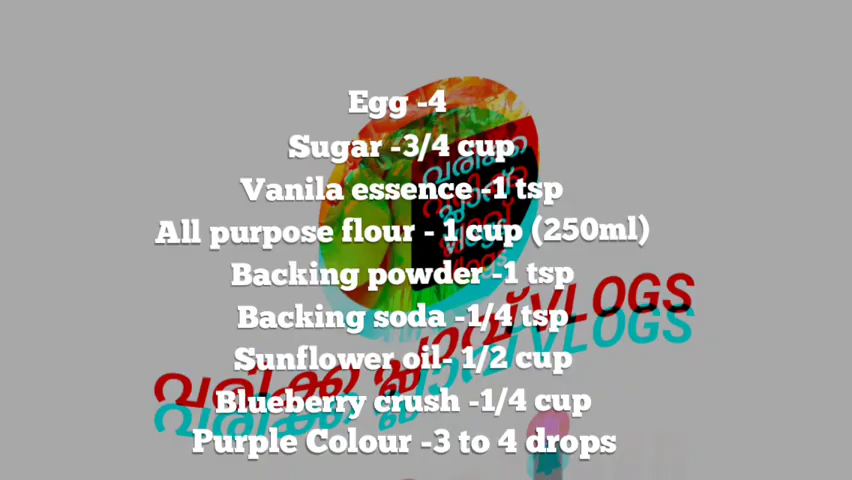 Egg -4
Sugar -3/4 cup
Vanila essence -1 tsp
All purpose flour - 1 cup (250ml)
Backing powder -1 tsp
Backing soda -1/4 tsp
Sunflower oil- 1/2 cup
Blueberry crush -1/4 cup
Purple Colour -3 to 4 drops
വരിക്ക പ്ലാവ് VLOGS